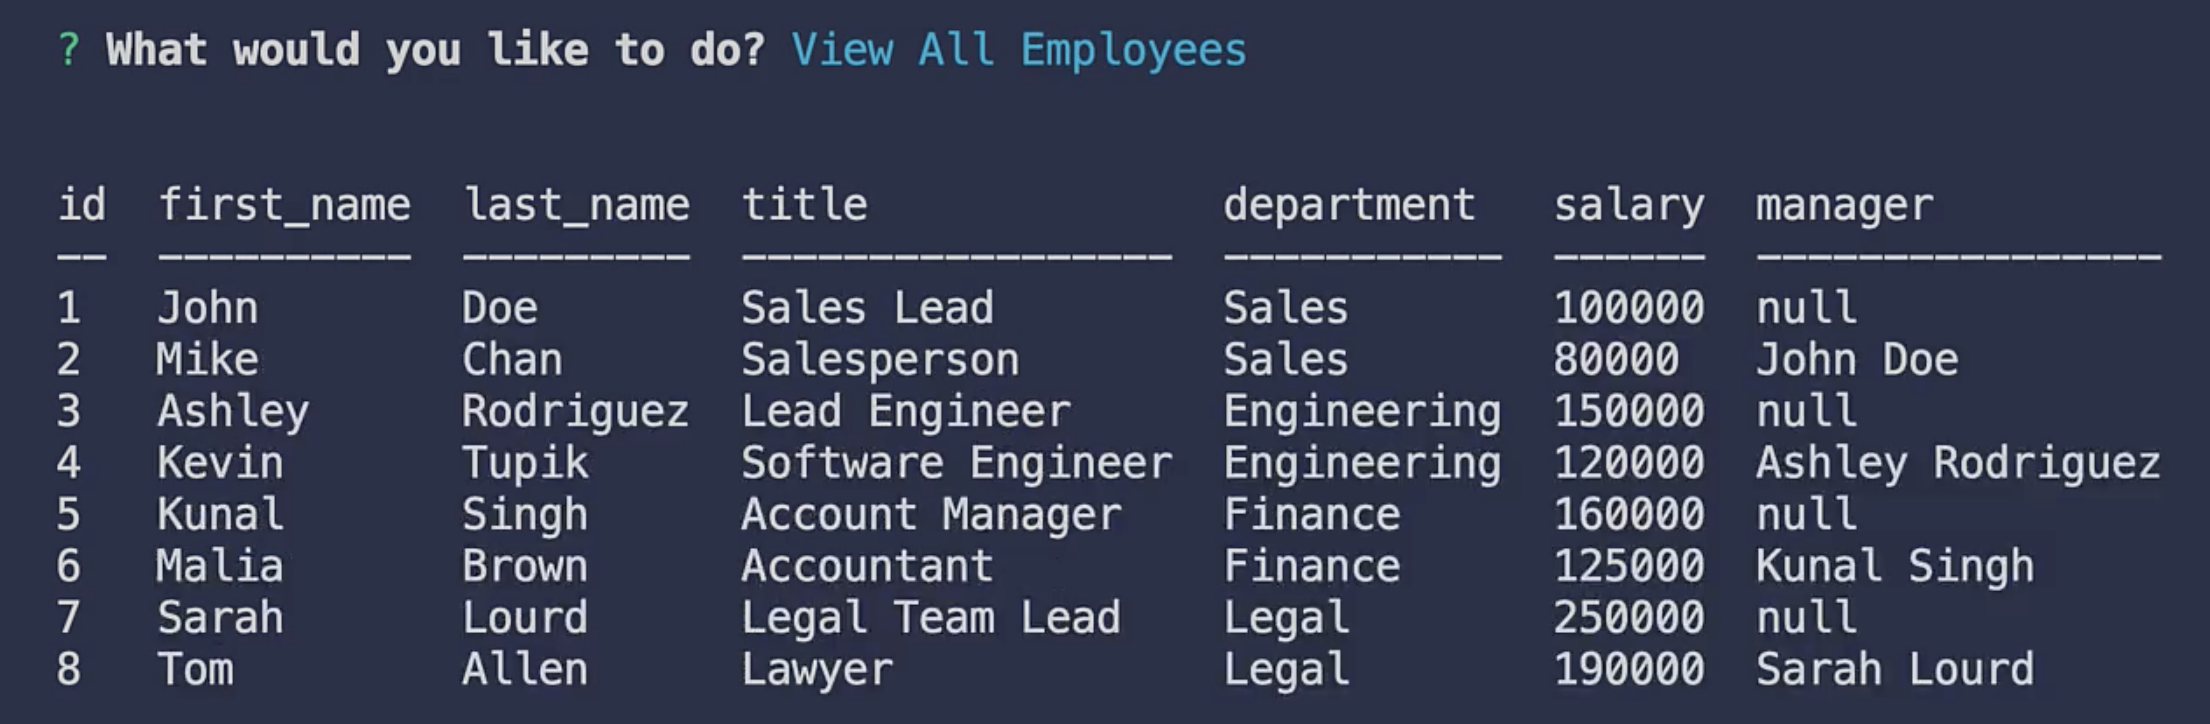 ? What would you like to do? View All Employees
id  first_name  last_name  title              department   salary  manager
--  ----------  ---------  -----------------  -----------  ------  ----------------
1   John        Doe        Sales Lead         Sales        100000  null
2   Mike        Chan       Salesperson        Sales        80000   John Doe
3   Ashley      Rodriguez  Lead Engineer      Engineering  150000  null
4   Kevin       Tupik      Software Engineer  Engineering  120000  Ashley Rodriguez
5   Kunal       Singh      Account Manager    Finance      160000  null
6   Malia       Brown      Accountant         Finance      125000  Kunal Singh
7   Sarah       Lourd      Legal Team Lead    Legal        250000  null
8   Tom         Allen      Lawyer             Legal        190000  Sarah Lourd